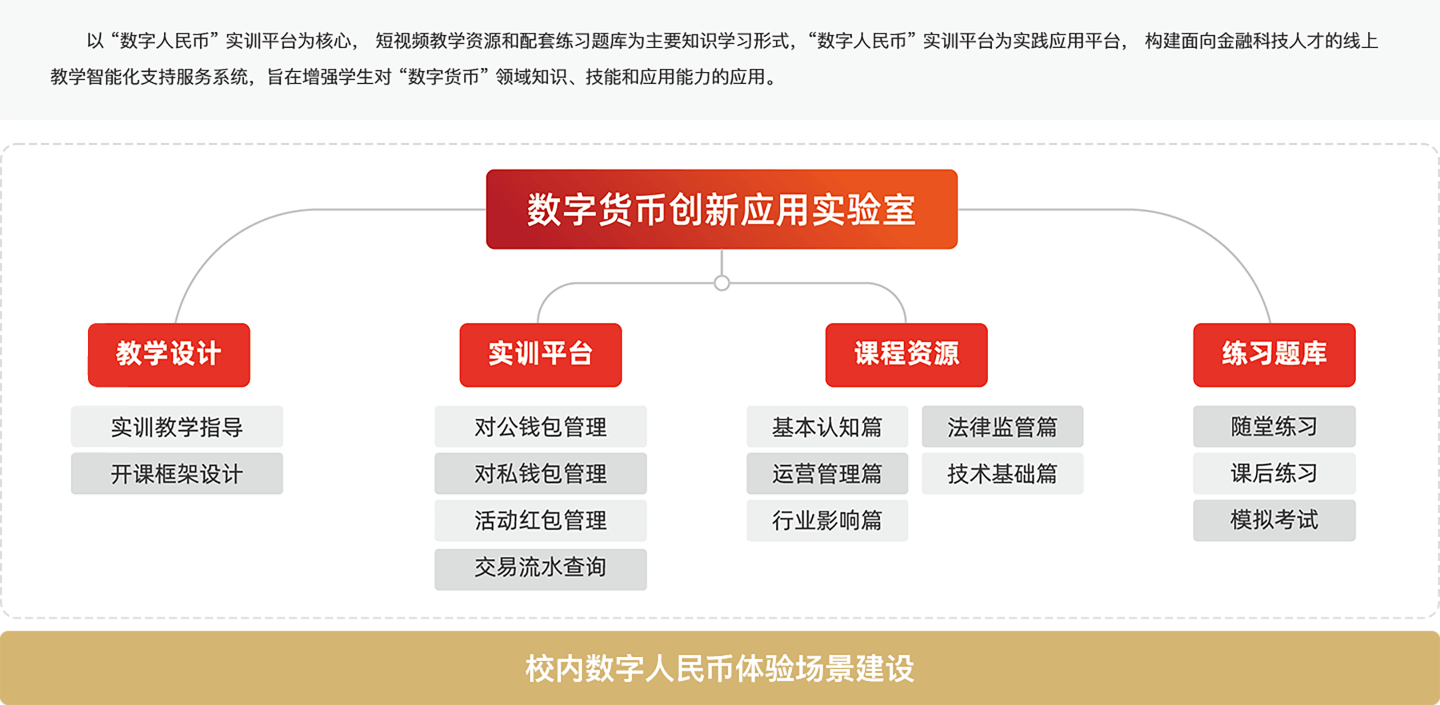 以“数字人民币”实训平台为核心， 短视频教学资源和配套练习题库为主要知识学习形式，“数字人民币”实训平台为实践应用平台， 构建面向金融科技人才的线上
教学智能化支持服务系统，旨在增强学生对“数字货币”领域知识、技能和应用能力的应用。
数字货币创新应用实验室
教学设计
实训教学指导
开课框架设计
实训平台
对公钱包管理
对私钱包管理
活动红包管理
交易流水查询
课程资源
基本认知篇
法律监管篇
运营管理篇
技术基础篇
行业影响篇
练习题库
随堂练习
课后练习
模拟考试
校内数字人民币体验场景建设